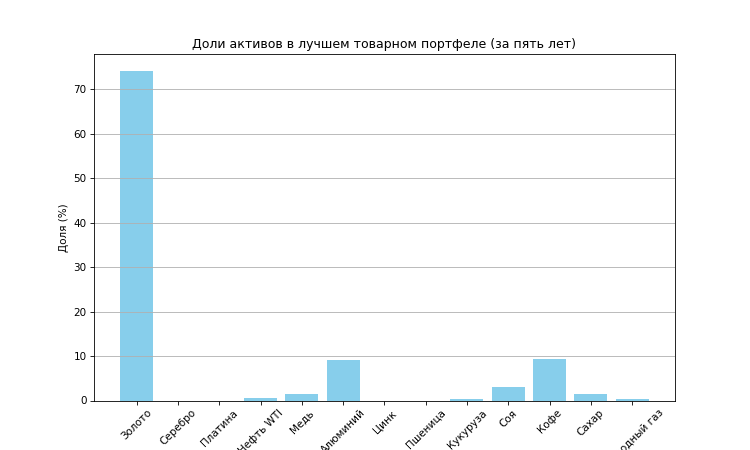 Доли активов в лучшем товарном портфеле (за пять лет)
Доля (%)
70
60
50
40
30
20
10
0
Золото
Серебро
Платина
Нефть WTI
Медь
Алюминий
Цинк
Пшеница
Кукуруза
Соя
Кофе
Сахар
одный газ